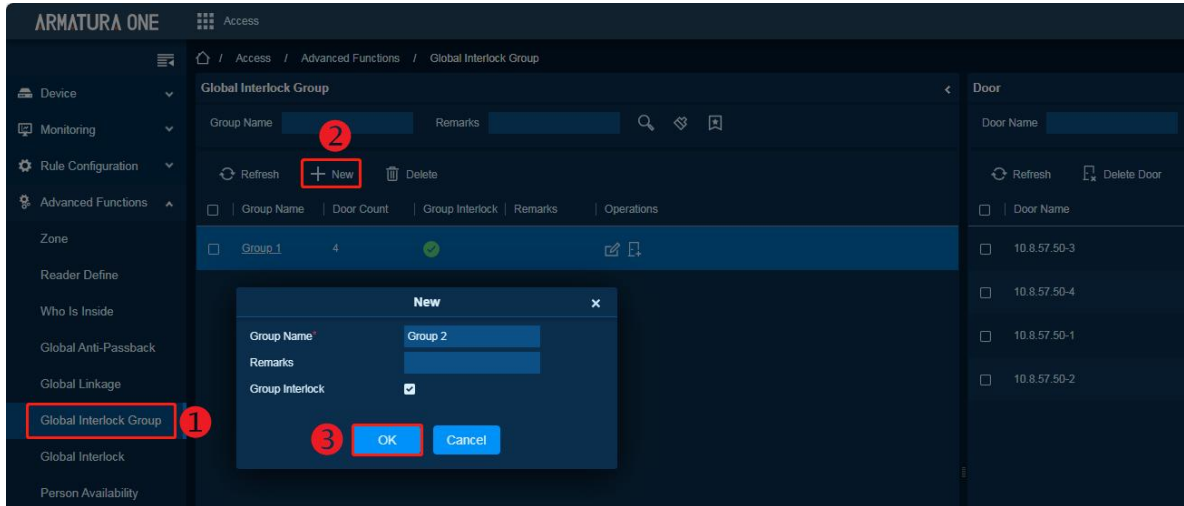 ARMATURA ONE
Access
/ Access / Advanced Functions / Global Interlock Group
Device
Monitoring
Rule Configuration
Advanced Functions
Zone
Reader Define
Who Is Inside
Global Anti-Passback
Global Linkage
Global Interlock Group
1
Global Interlock
Person Availability
Global Interlock Group
Group Name
Remarks
2
Refresh
New
Delete
Group Name
Door Count
Group Interlock
Remarks
Operations
Group 1
4
New
Group Name*
Group 2
Remarks
Group Interlock
3
OK
Cancel
Door
Door Name
Refresh
Delete Door
Door Name
10.8.57.50-3
10.8.57.50-4
10.8.57.50-1
10.8.57.50-2